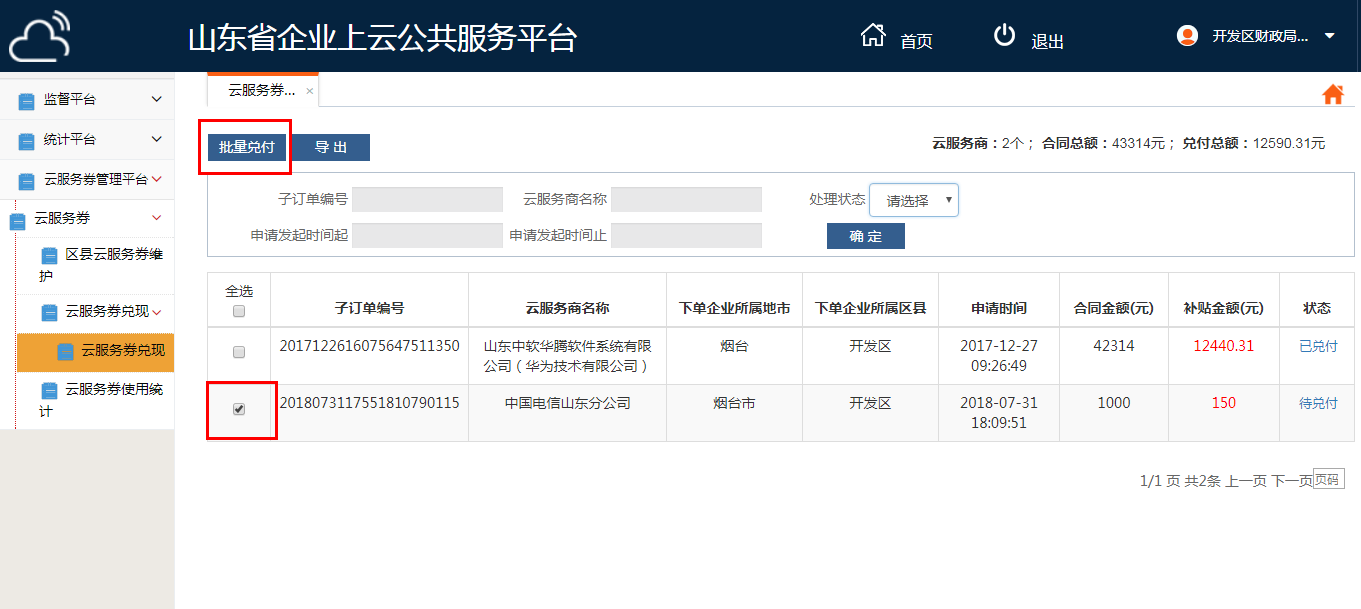 山东省企业上云公共服务平台
首页
退出
开发区财政局...
监督平台
统计平台
云服务券管理平台
云服务券
区县云服务券维
护
云服务券兑现
云服务券兑现
云服务券使用统
计
云服务券... ×
批量兑付
导 出
云服务商：2个； 合同总额：43314元； 兑付总额：12590.31元
子订单编号
云服务商名称
处理状态
请选择
申请发起时间起
申请发起时间止
确 定
全选
子订单编号
云服务商名称
下单企业所属地市
下单企业所属区县
申请时间
合同金额(元)
补贴金额(元)
状态
2017122616075647511350
山东中软华腾软件系统有限
公司（华为技术有限公司）
烟台
开发区
2017-12-27
09:26:49
42314
12440.31
已兑付
2018073117551810790115
中国电信山东分公司
烟台市
开发区
2018-07-31
18:09:51
1000
150
待兑付
1/1 页 共2条 上一页 下一页 页码